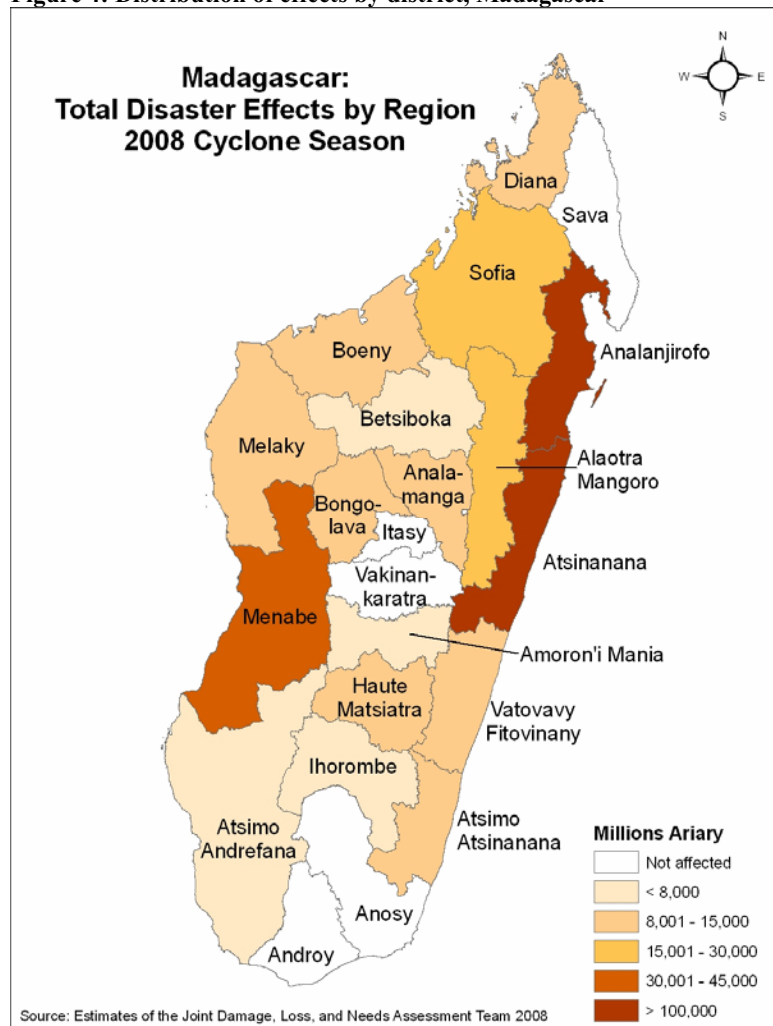 Figure 4: Distribution of effects by district, Madagascar
Madagascar:
Total Disaster Effects by Region
2008 Cyclone Season
N
W
E
S
Diana
Sava
Sofia
Analanjirofo
Boeny
Betsiboka
Melaky
Anala-
manga
Alaotra
Mangoro
Bongo-
lava
Itasy
Atsinanana
Vakinan-
karatra
Menabe
Amoron'i Mania
Haute
Matsiatra
Vatovavy
Fitovinany
Ihorombe
Atsimo
Andrefana
Atsimo
Atsinanana
Anosy
Androy
Millions Ariary
Not affected
< 8,000
8,001 - 15,000
15,001 - 30,000
30,001 - 45,000
> 100,000
Source: Estimates of the Joint Damage, Loss, and Needs Assessment Team 2008